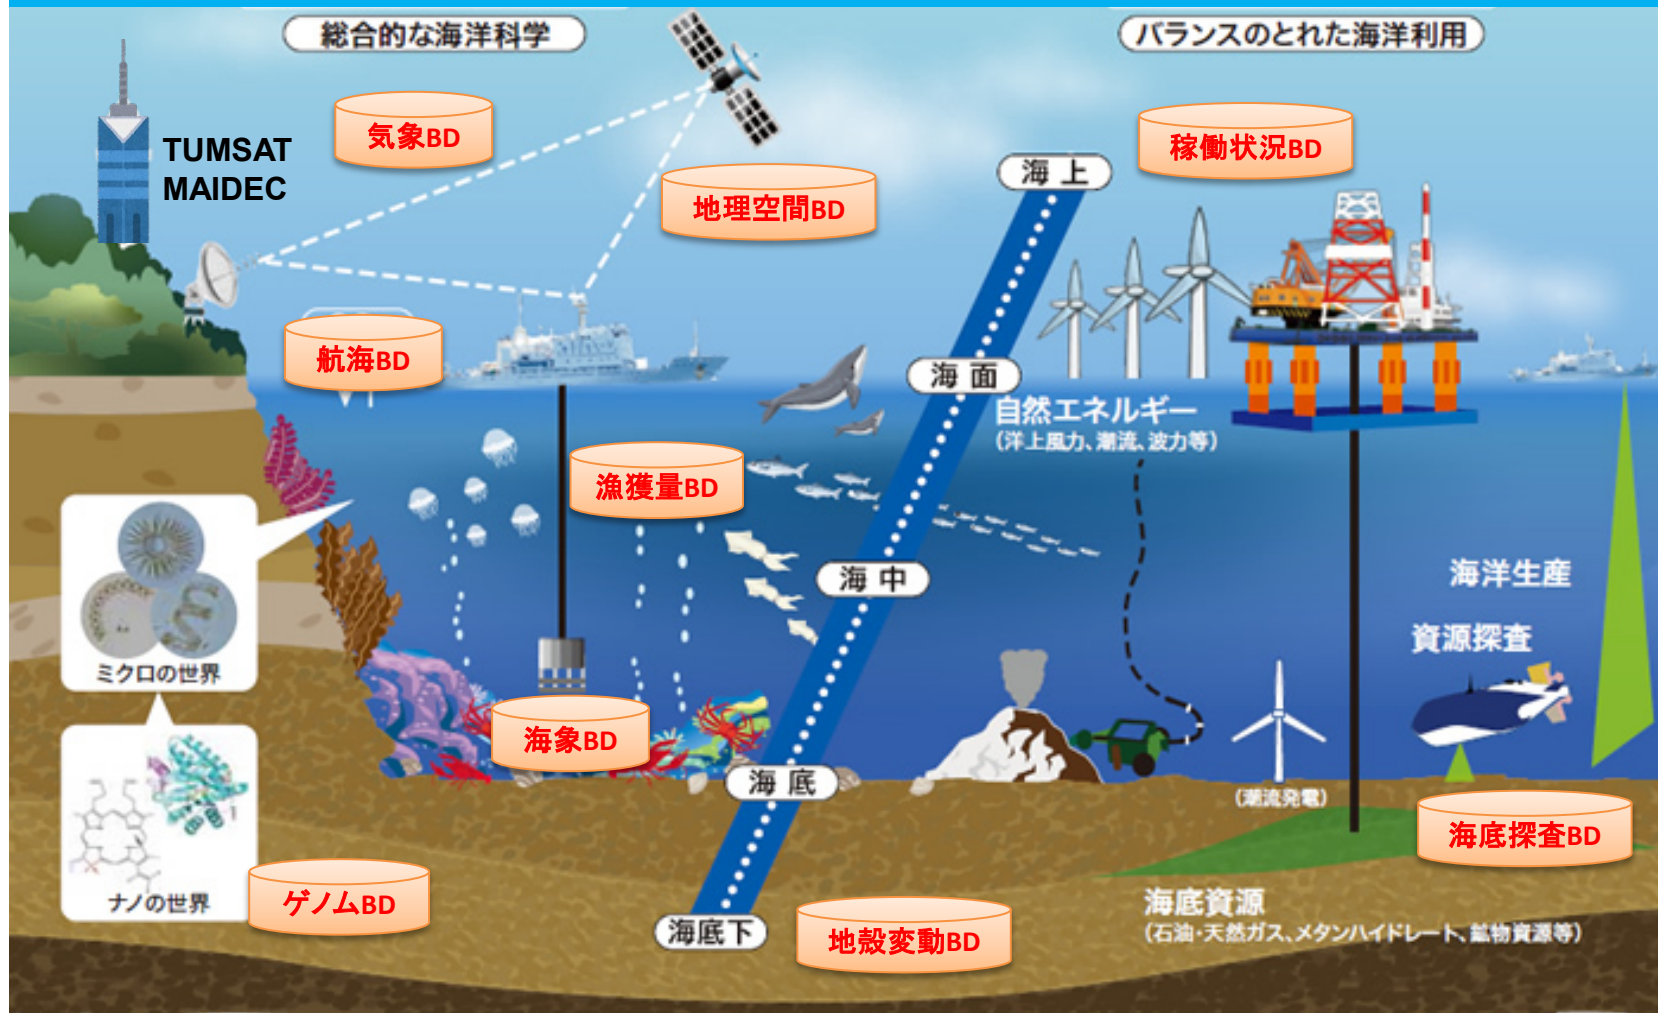 総合的な海洋科学
バランスのとれた海洋利用
TUMSAT
MAIDEC
気象BD
稼働状況BD
海上
地理空間BD
航海BD
海面
自然エネルギー
（洋上風力、潮流、波力等）
漁獲量BD
海中
海洋生産
資源探査
ミクロの世界
海象BD
海底
（潮流発電）
海底探査BD
ナノの世界
ゲノムBD
海底資源
（石油・天然ガス、メタンハイドレート、鉱物資源等）
海底下
地殻変動BD